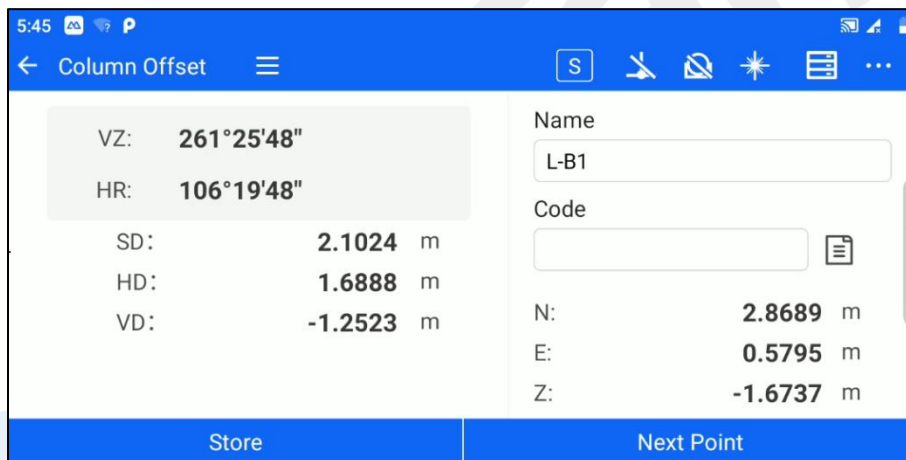 5:45
Column Offset
S
VZ: 261°25'48"
HR: 106°19'48"
SD: 2.1024 m
HD: 1.6888 m
VD: -1.2523 m
Name
L-B1
Code
N: 2.8689 m
E: 0.5795 m
Z: -1.6737 m
Store
Next Point